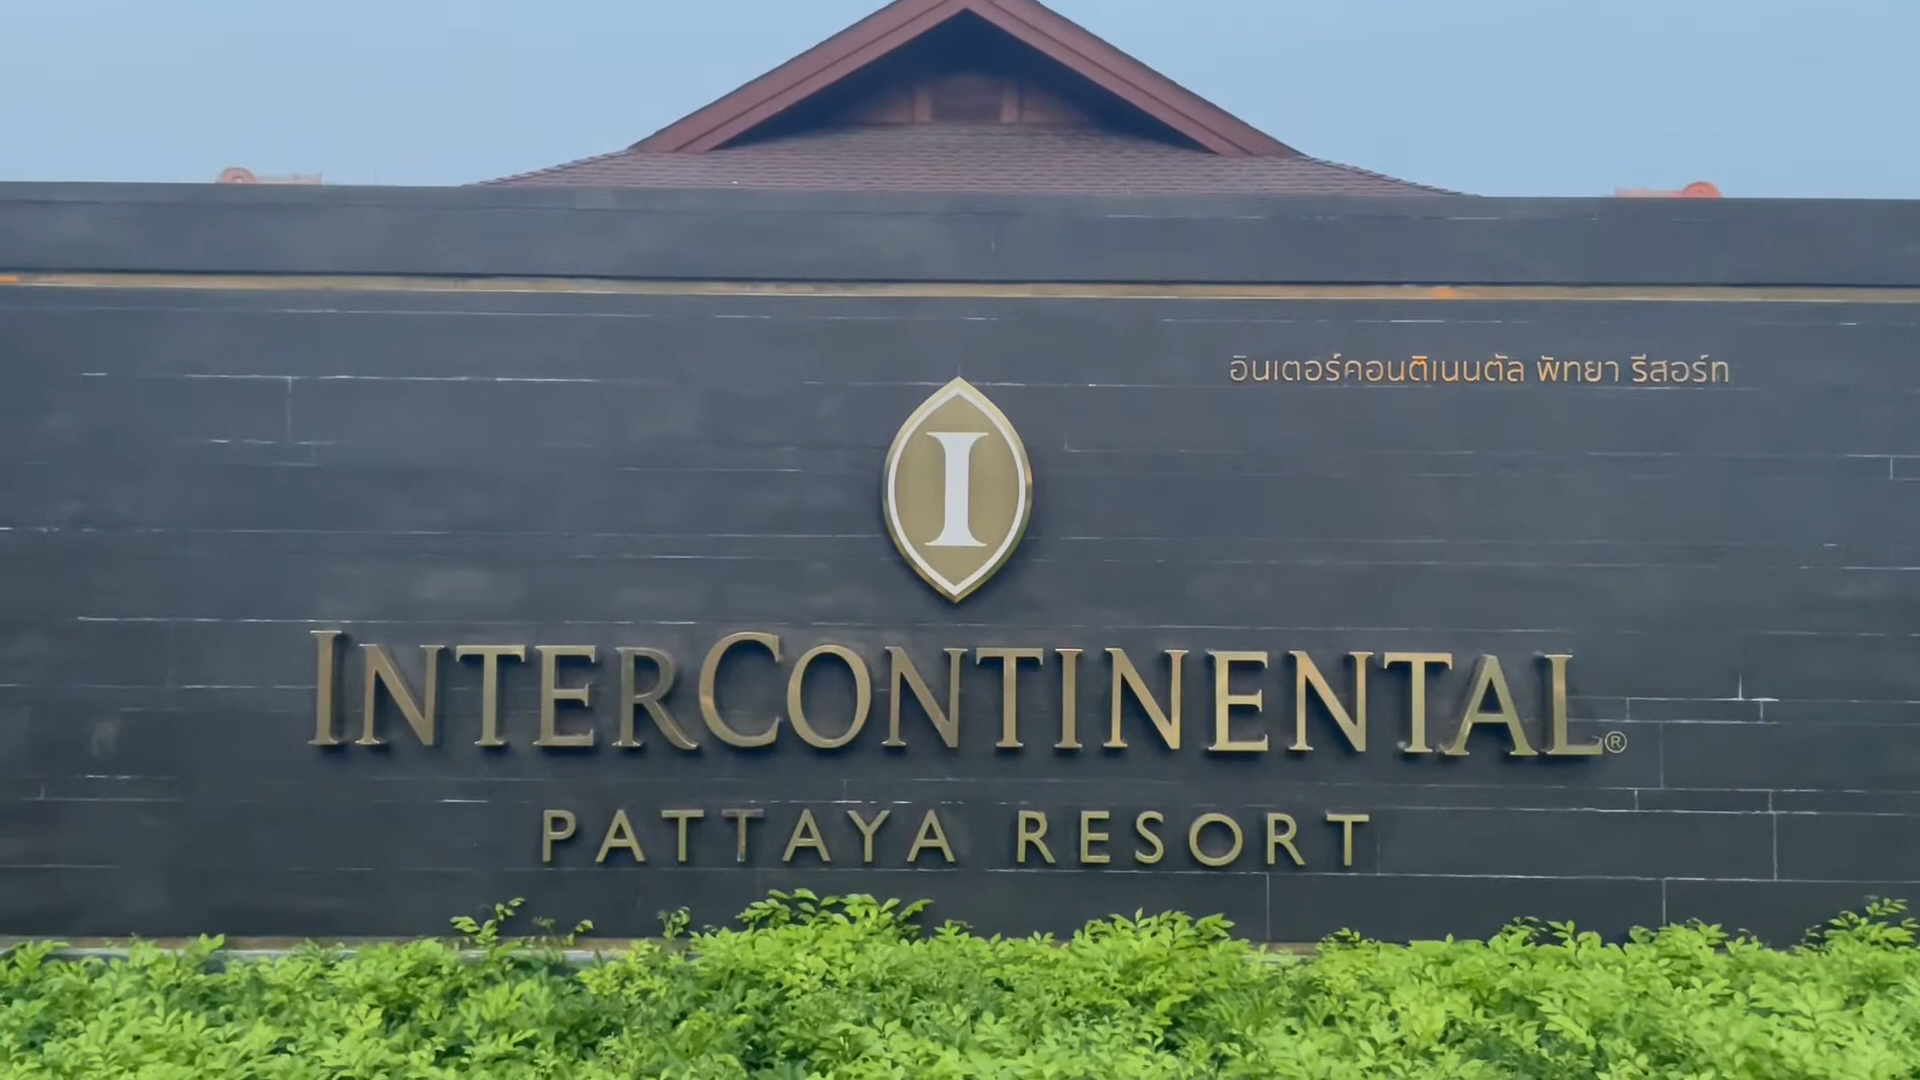 อินเตอร์คอนติเนนตัล พัทยา รีสอร์ท
I
INTERCONTINENTAL®
PATTAYA RESORT